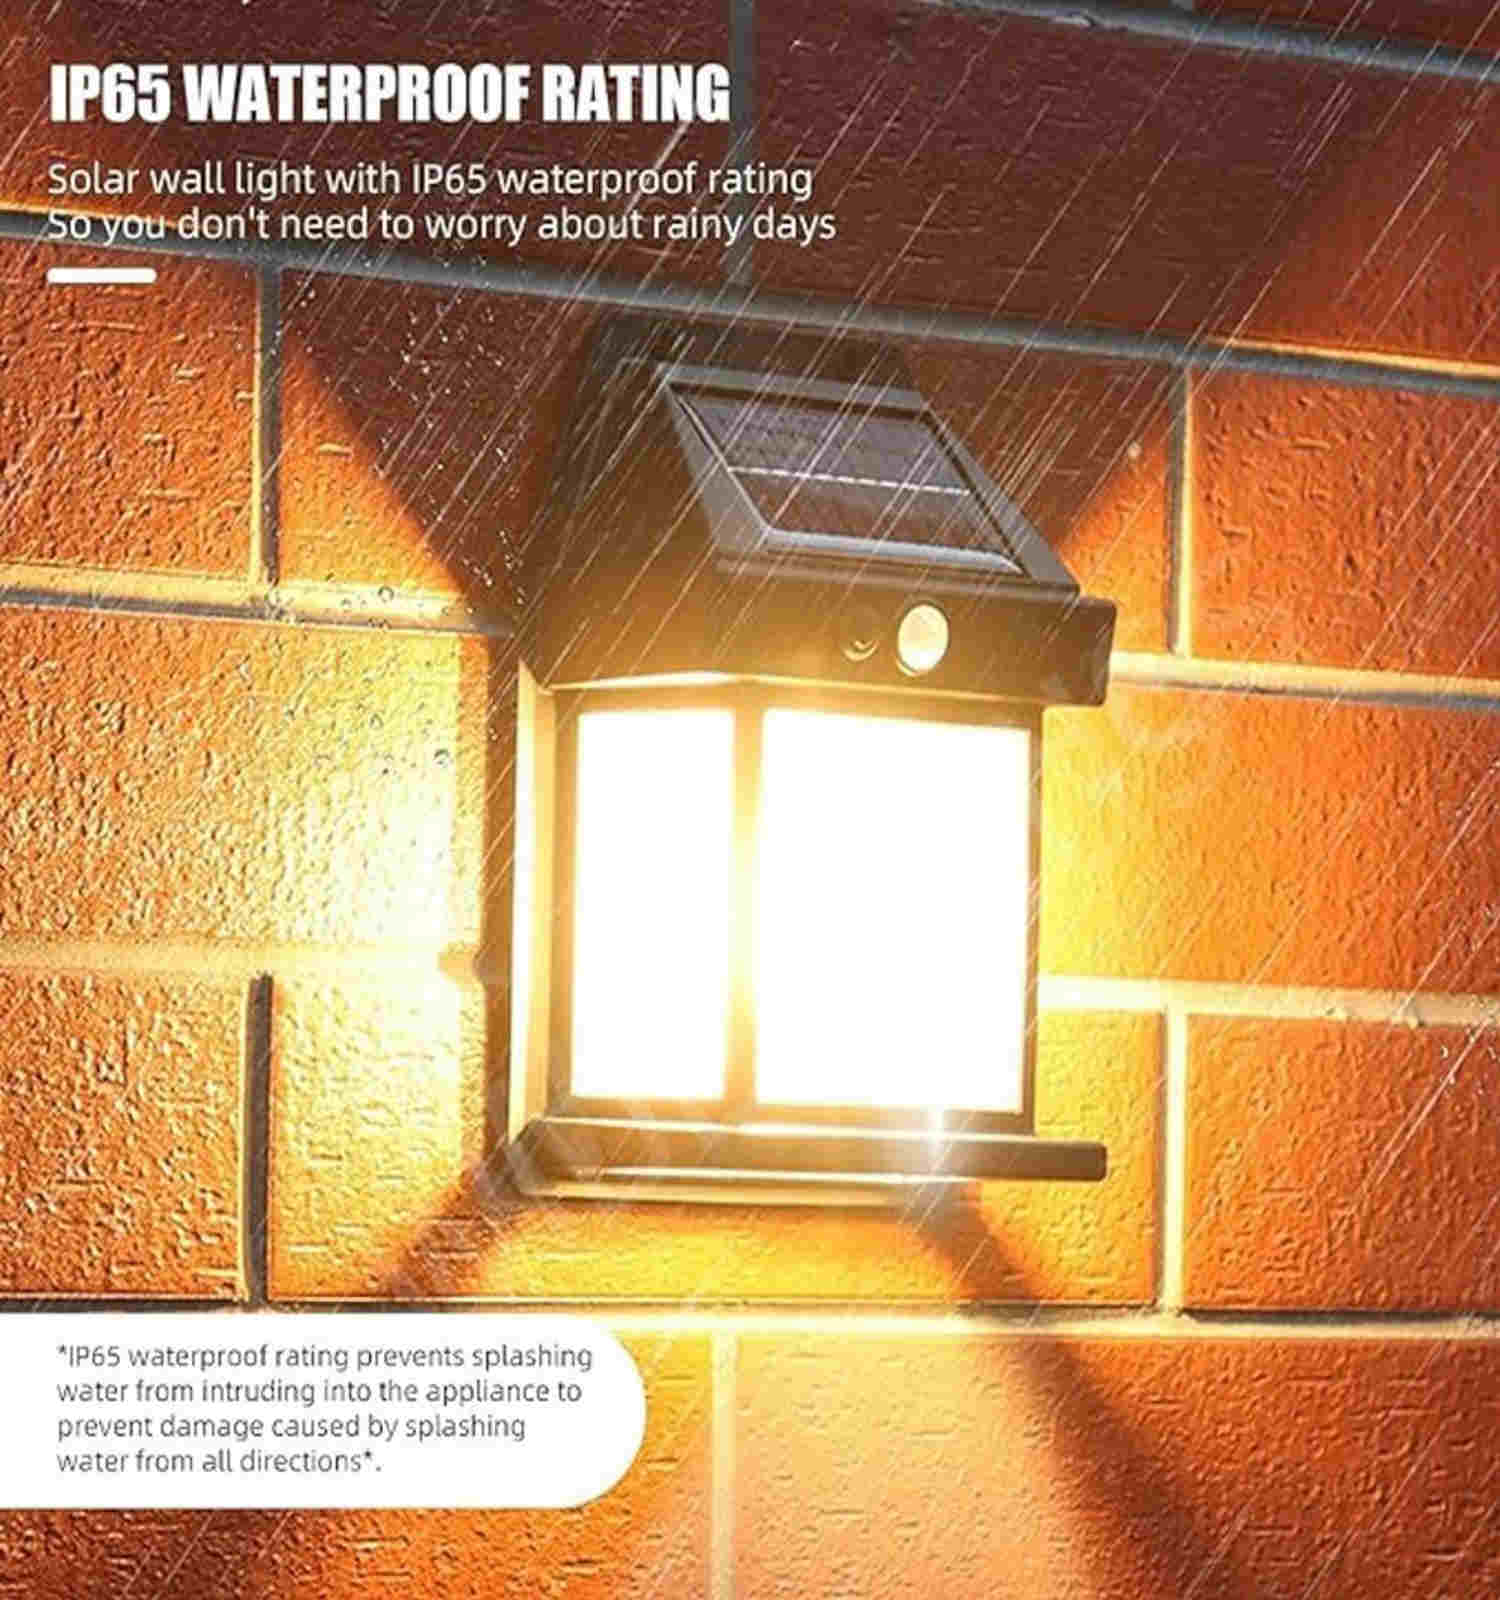 IP65 WATERPROOF RATING
Solar wall light with IP65 waterproof rating
So you don't need to worry about rainy days
*IP65 waterproof rating prevents splashing
water from intruding into the appliance to
prevent damage caused by splashing
water from all directions*.